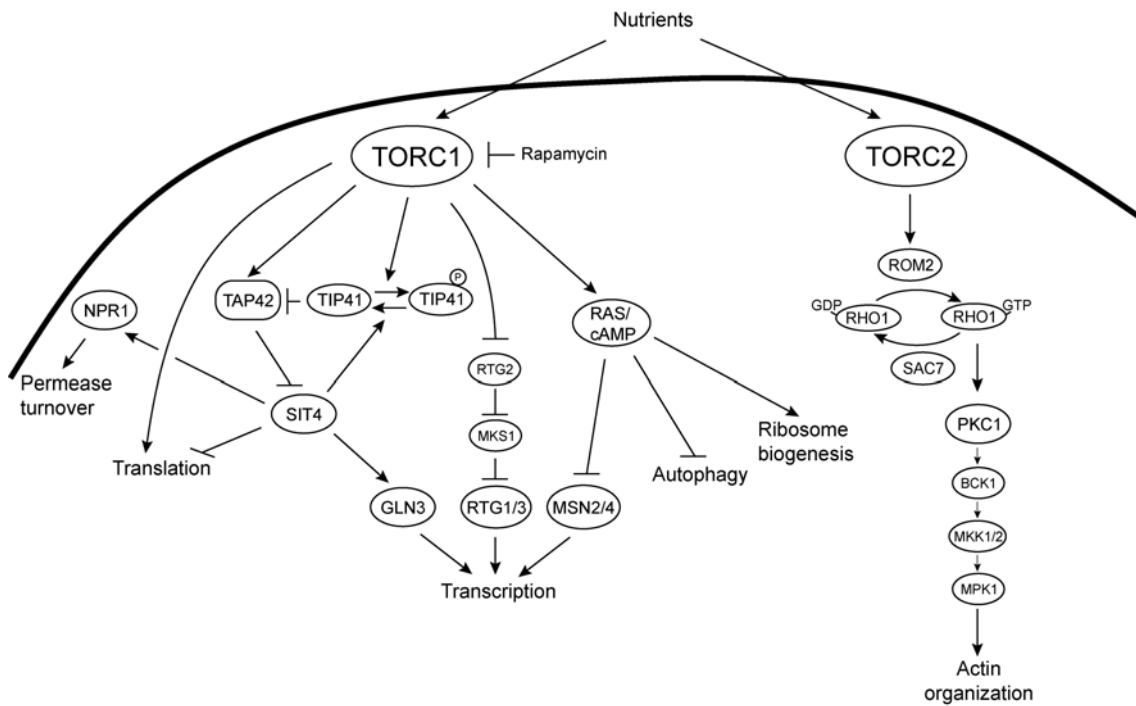 Nutrients
TORC1
Rapamycin
TORC2
ROM2
P
NPR1
TAP42
TIP41
TIP41
RAS/
cAMP
GDP
RHO1
RHO1
GTP
SAC7
RTG2
Permease
turnover
SIT4
MKS1
PKC1
Ribosome
biogenesis
Translation
Autophagy
BCK1
GLN3
RTG1/3
MSN2/4
MKK1/2
Transcription
MPK1
Actin
organization